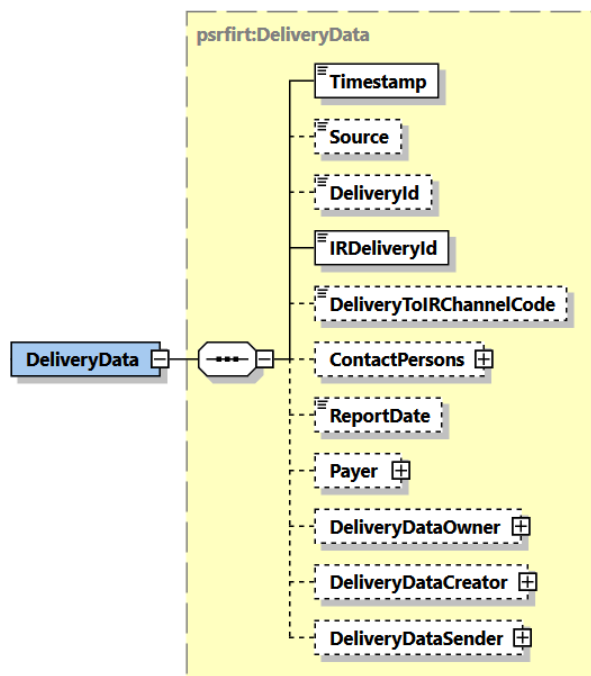 psrfirt:DeliveryData
Timestamp
Source
DeliveryId
IRDeliveryId
DeliveryToIRChannelCode
DeliveryData
ContactPersons
ReportDate
Payer
DeliveryDataOwner
DeliveryDataCreator
DeliveryDataSender